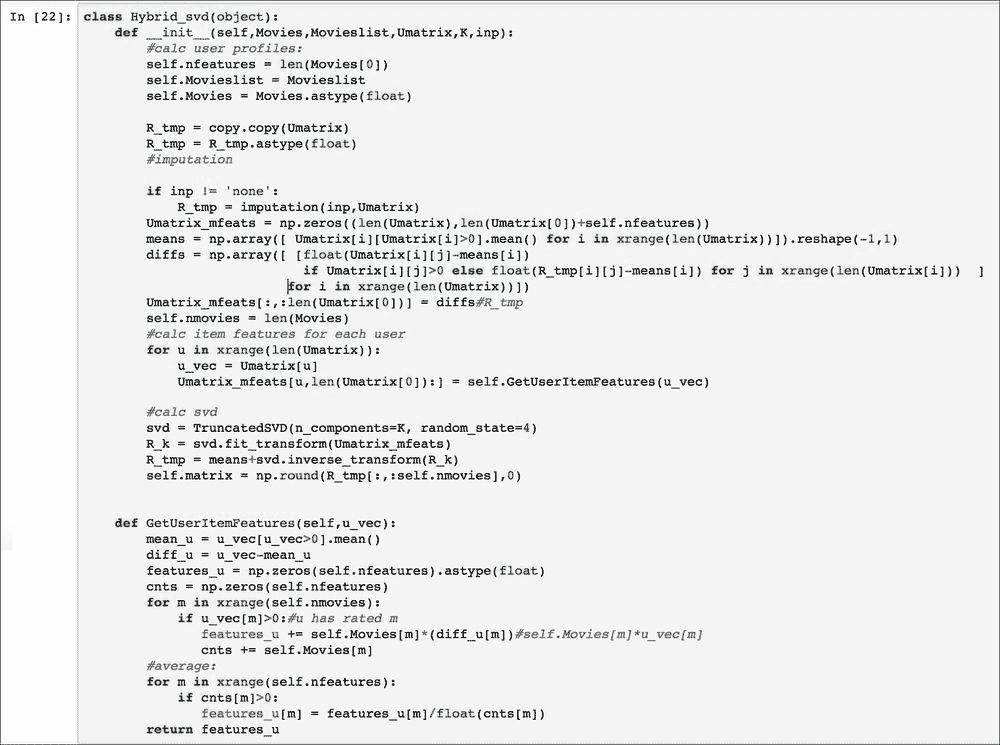 In [22]: class Hybrid_svd(object):
    def __init__(self,Movies,Movieslist,Umatrix,K,inp):
        #calc user profiles:
        self.nfeatures = len(Movies[0])
        self.Movieslist = Movieslist
        self.Movies = Movies.astype(float)

        R_tmp = copy.copy(Umatrix)
        R_tmp = R_tmp.astype(float)
        #imputation

        if inp != 'none':
            R_tmp = imputation(inp,Umatrix)
        Umatrix_mfeats = np.zeros((len(Umatrix),len(Umatrix[0])+self.nfeatures))
        means = np.array([ Umatrix[i][Umatrix[i]>0].mean() for i in xrange(len(Umatrix))]).reshape(-1,1)
        diffs = np.array([ [float(Umatrix[i][j]-means[i])
                            if Umatrix[i][j]>0 else float(R_tmp[i][j]-means[i]) for j in xrange(len(Umatrix[i]))  ]
                          for i in xrange(len(Umatrix))])
        Umatrix_mfeats[:,:len(Umatrix[0])] = diffs#R_tmp
        self.nmovies = len(Movies)
        #calc item features for each user
        for u in xrange(len(Umatrix)):
            u_vec = Umatrix[u]
            Umatrix_mfeats[u,len(Umatrix[0]):] = self.GetUserItemFeatures(u_vec)

        #calc svd
        svd = TruncatedSVD(n_components=K, random_state=4)
        R_k = svd.fit_transform(Umatrix_mfeats)
        R_tmp = means+svd.inverse_transform(R_k)
        self.matrix = np.round(R_tmp[:,:self.nmovies],0)

    def GetUserItemFeatures(self,u_vec):
        mean_u = u_vec[u_vec>0].mean()
        diff_u = u_vec-mean_u
        features_u = np.zeros(self.nfeatures).astype(float)
        cnts = np.zeros(self.nfeatures)
        for m in xrange(self.nmovies):
            if u_vec[m]>0:#u has rated m
               features_u += self.Movies[m]*(diff_u[m])#self.Movies[m]*u_vec[m]
               cnts += self.Movies[m]
        #average:
        for m in xrange(self.nfeatures):
            if cnts[m]>0:
               features_u[m] = features_u[m]/float(cnts[m])
        return features_u